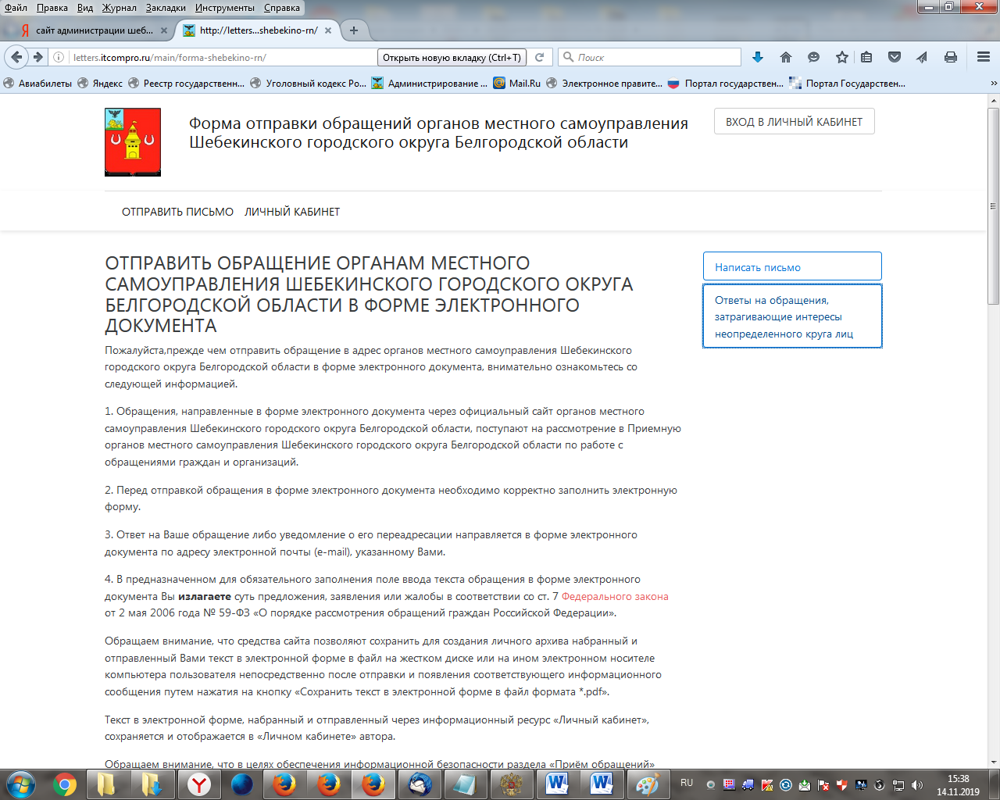 Файл Правка Вид Журнал Закладки Инструменты Справка
сайт администрации шеб...
http://letters...shebekino-rn/
letters.itcompro.ru/main/forma-shebekino-rn/
Открыть новую вкладку (Ctrl+T)
Поиск
Авиабилеты Яндекс Реестр государственн... Уголовный кодекс Ро... Администрирование ... Mail.Ru Электронное правите... Портал государствен... Портал Государствен... »
Форма отправки обращений органов местного самоуправления
Шебекинского городского округа Белгородской области
ВХОД В ЛИЧНЫЙ КАБИНЕТ
ОТПРАВИТЬ ПИСЬМО ЛИЧНЫЙ КАБИНЕТ
ОТПРАВИТЬ ОБРАЩЕНИЕ ОРГАНАМ МЕСТНОГО
САМОУПРАВЛЕНИЯ ШЕБЕКИНСКОГО ГОРОДСКОГО ОКРУГА
БЕЛГОРОДСКОЙ ОБЛАСТИ В ФОРМЕ ЭЛЕКТРОННОГО
ДОКУМЕНТА
Пожалуйста,прежде чем отправить обращение в адрес органов местного самоуправления Шебекинского
городского округа Белгородской области в форме электронного документа, внимательно ознакомьтесь со
следующей информацией.
1. Обращения, направленные в форме электронного документа через официальный сайт органов местного
самоуправления Шебекинского городского округа Белгородской области, поступают на рассмотрение в Приемную
органов местного самоуправления Шебекинского городского округа Белгородской области по работе с
обращениями граждан и организаций.
2. Перед отправкой обращения в форме электронного документа необходимо корректно заполнить электронную
форму.
3. Ответ на Ваше обращение либо уведомление о его переадресации направляется в форме электронного
документа по адресу электронной почты (e-mail), указанному Вами.
4. В предназначенном для обязательного заполнения поле ввода текста обращения в форме электронного
документа Вы излагаете суть предложения, заявления или жалобы в соответствии со ст. 7 Федерального закона
от 2 мая 2006 года № 59-ФЗ «О порядке рассмотрения обращений граждан Российской Федерации».
Обращаем внимание, что средства сайта позволяют сохранить для создания личного архива набранный и
отправленный Вами текст в электронной форме в файл на жестком диске или на ином электронном носителе
компьютера пользователя непосредственно после отправки и появления соответствующего информационного
сообщения путем нажатия на кнопку «Сохранить текст в электронной форме в файл формата *.pdf».
Текст в электронной форме, набранный и отправленный через информационный ресурс «Личный кабинет»,
сохраняется и отображается в «Личном кабинете» автора.
Обращаем внимание, что в целях обеспечения информационной безопасности раздела «Приём обращений»
Написать письмо
Ответы на обращения,
затрагивающие интересы
неопределенного круга лиц
RU
15:38
14.11.2019